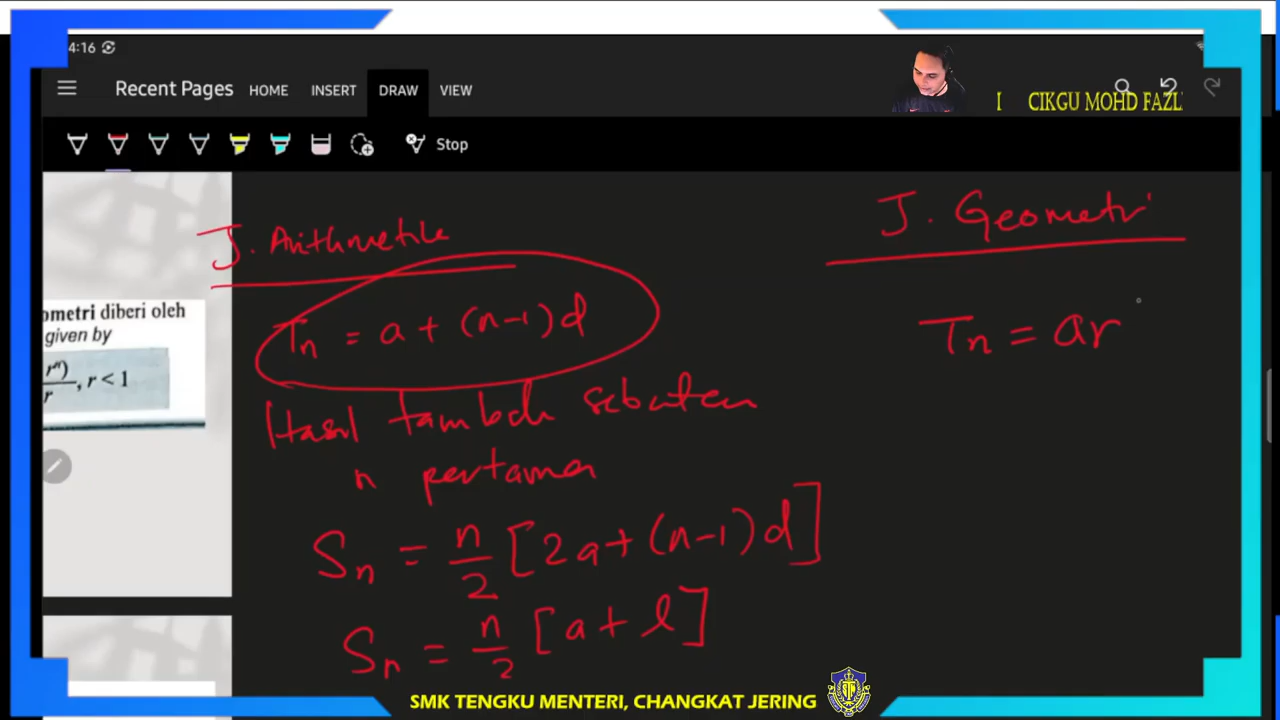 4:16
Recent Pages HOME INSERT DRAW VIEW
I CIKGU MOHD FAZL
Stop
ometri diberi oleh
given by
rⁿ)
r
, r < 1
J. Arithmetik
Tn = a + (n-1)d
Hasil tambah sebutan
n pertama
Sn = n/2 [2a + (n-1)d]
Sn = n/2 [a + l]
J. Geometri
Tn = ar
SMK TENGKU MENTERI, CHANGKAT JERING